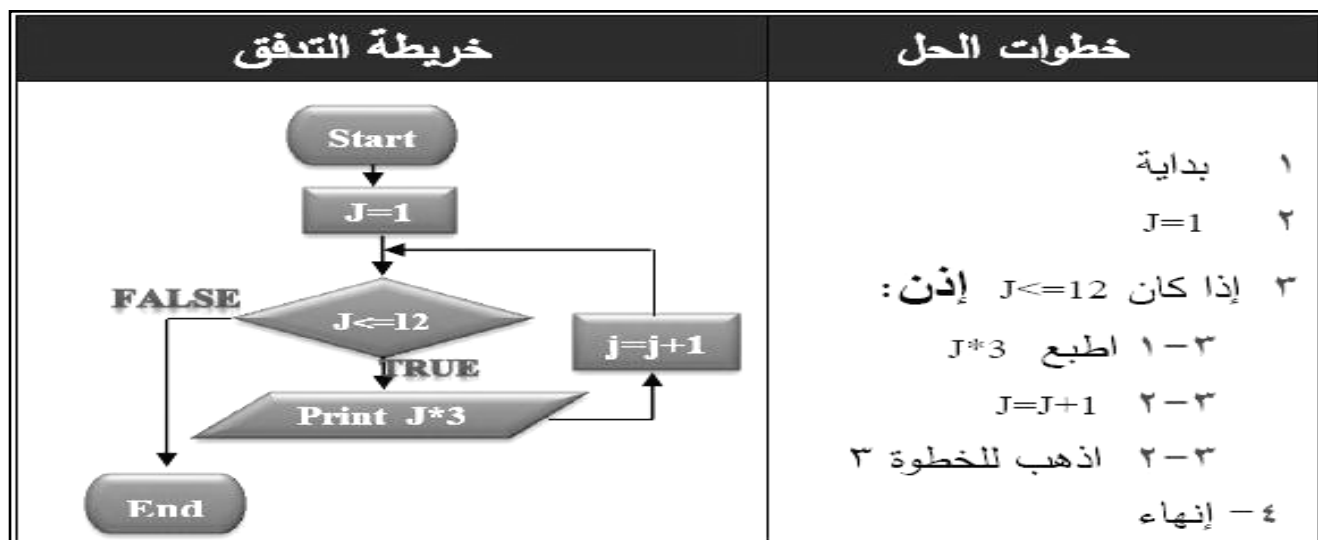 خطوات الحل
١ بداية
٢ J=1
٣ إذا كان J<=12 إذن:
٣-١ اطبع J*3
٣-٢ J=J+1
٣-٢ اذهب للخطوة ٣
٤- إنهاء
خريطة التدفق
Start
J=1
J<=12
FALSE
TRUE
j=j+1
Print J*3
End